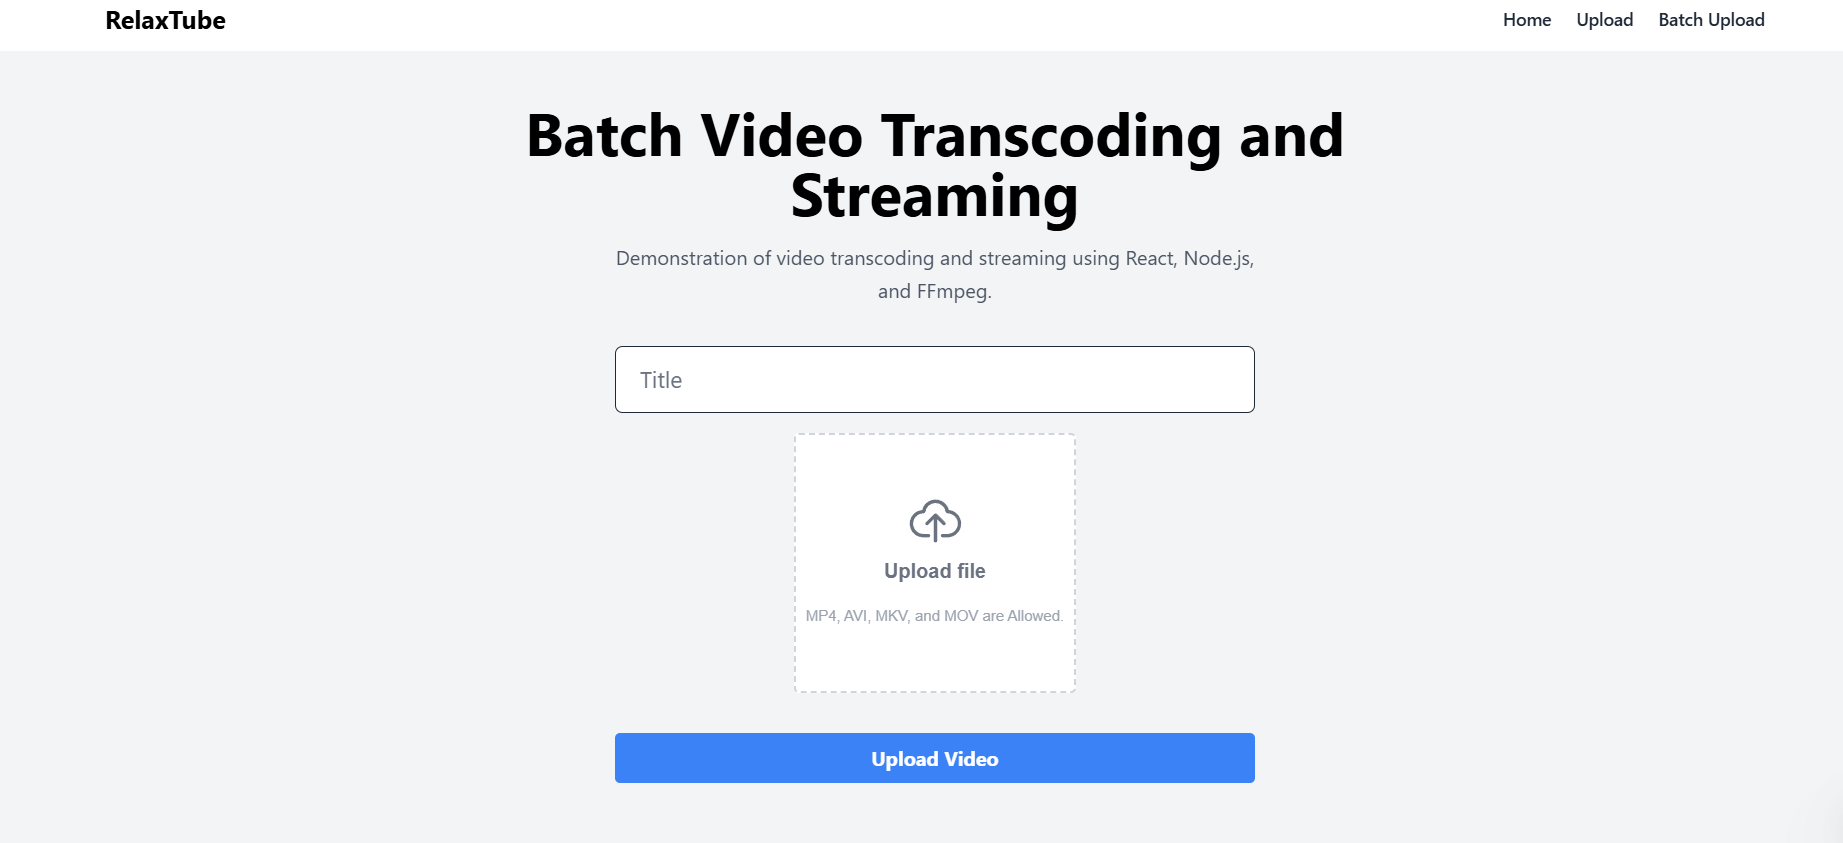 RelaxTube
Home Upload Batch Upload
Batch Video Transcoding and
Streaming
Demonstration of video transcoding and streaming using React, Node.js,
and FFmpeg.
Title
Upload file
MP4, AVI, MKV, and MOV are Allowed.
Upload Video